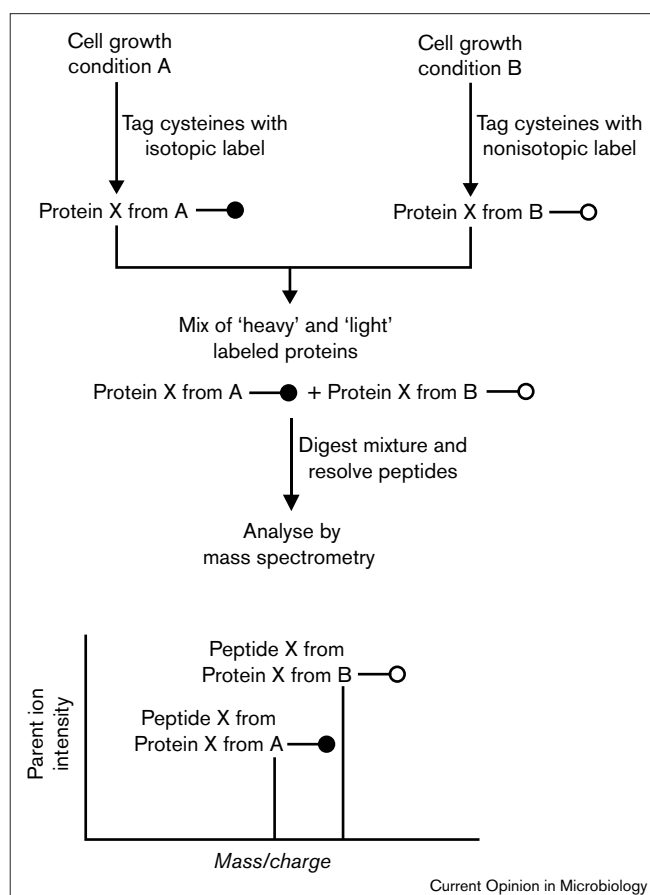 Cell growth
condition A
Cell growth
condition B
Tag cysteines with
isotopic label
Tag cysteines with
nonisotopic label
Protein X from A
Protein X from B
Mix of ‘heavy’ and ‘light’
labeled proteins
Protein X from A + Protein X from B
Digest mixture and
resolve peptides
Analyse by
mass spectrometry
Peptide X from
Protein X from B
Peptide X from
Protein X from A
Parent ion
intensity
Mass/charge
Current Opinion in Microbiology